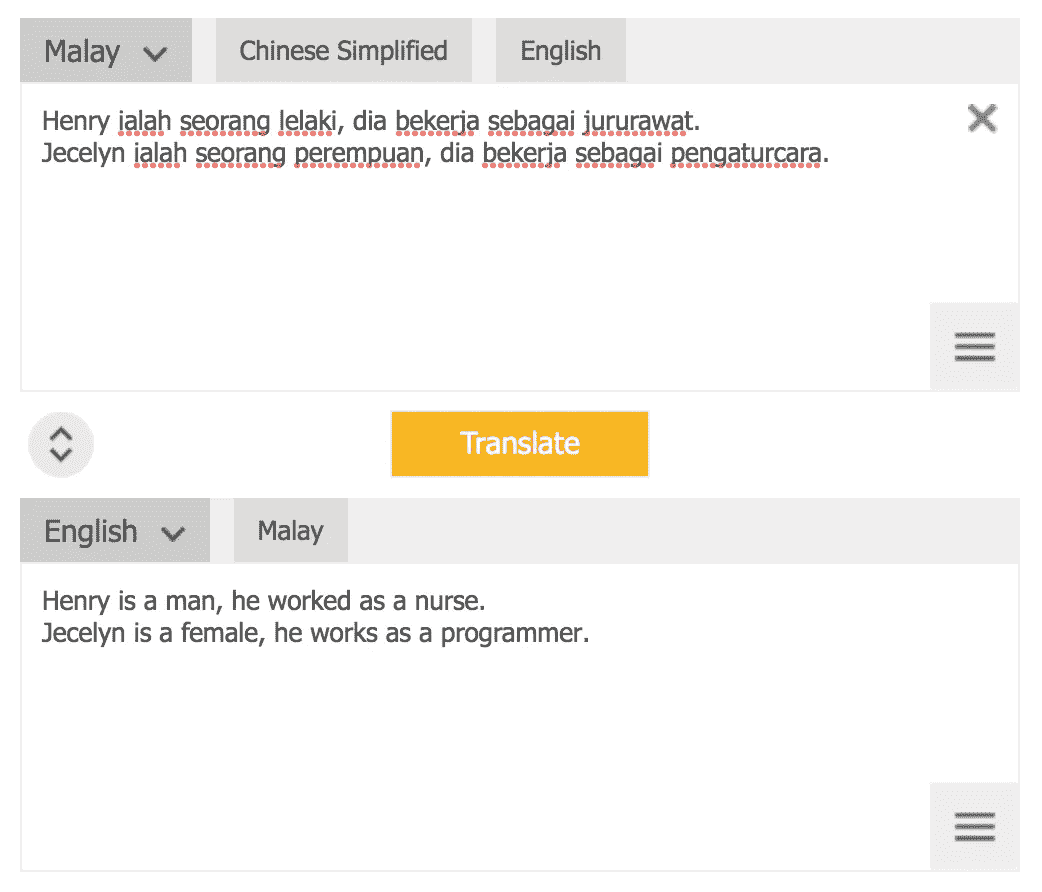 Malay
Chinese Simplified
English
Henry ialah seorang lelaki, dia bekerja sebagai jururawat.
Jecelyn ialah seorang perempuan, dia bekerja sebagai pengaturcara.
Translate
English
Malay
Henry is a man, he worked as a nurse.
Jecelyn is a female, he works as a programmer.